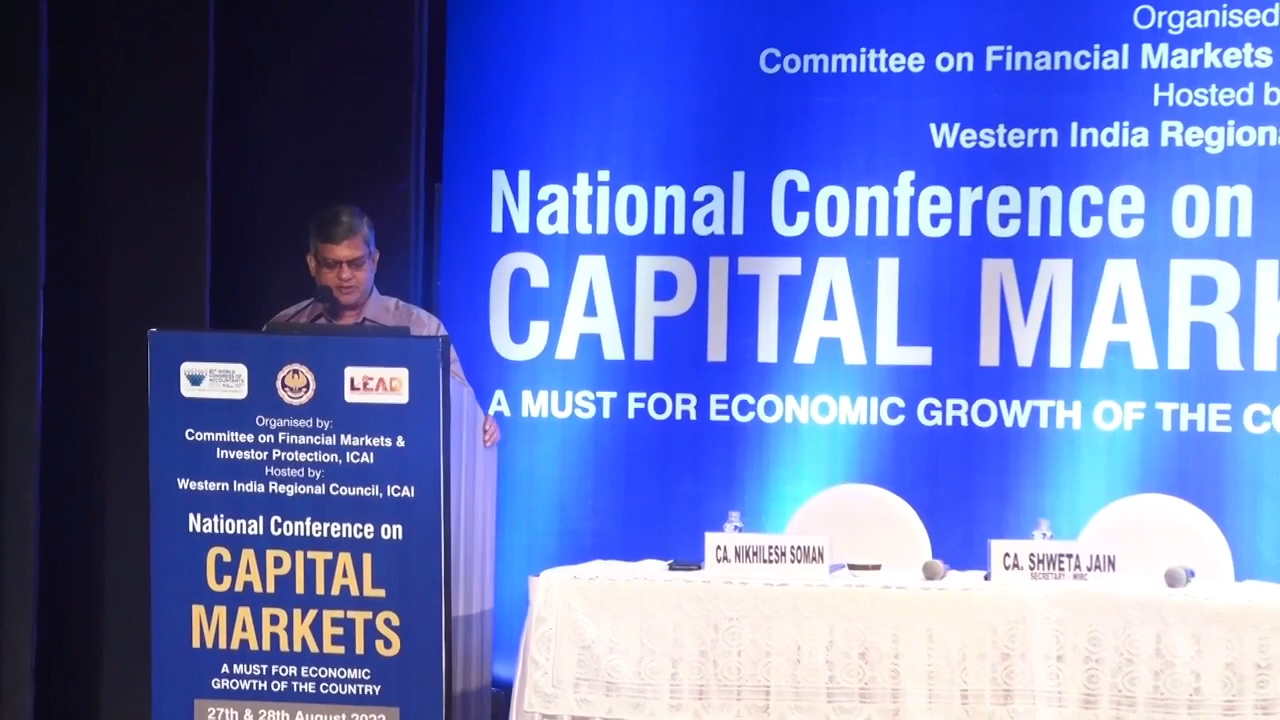 Organised
Committee on Financial Markets
Hosted b
Western India Regiona
National Conference on
CAPITAL MARK
A MUST FOR ECONOMIC GROWTH OF THE CO
LEAD
Organised by:
Committee on Financial Markets &
Investor Protection, ICAI
Hosted by:
Western India Regional Council, ICAI
National Conference on
CAPITAL
MARKETS
A MUST FOR ECONOMIC
GROWTH OF THE COUNTRY
27th & 28th August 2022
CA. NIKHILESH SOMAN
CA. SHWETA JAIN
SECRETARY - WIRC